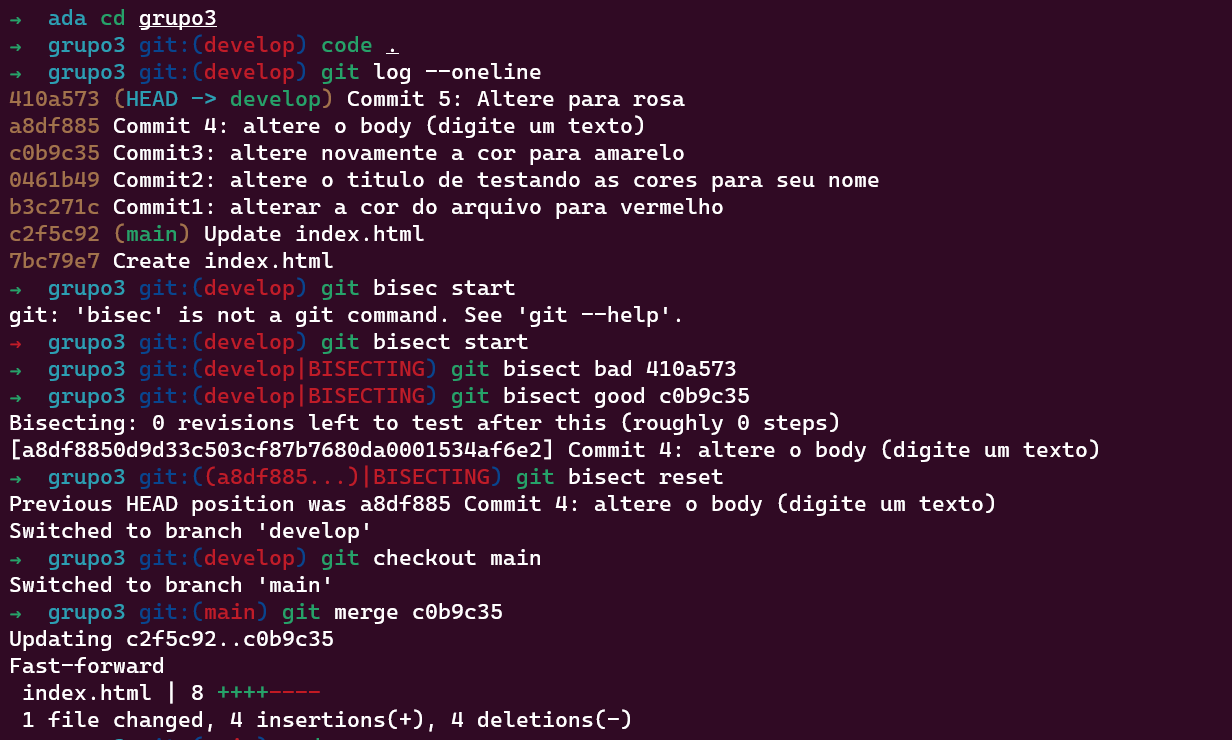 →  ada cd grupo3
→  grupo3 git:(develop) code .
→  grupo3 git:(develop) git log --oneline
410a573 (HEAD -> develop) Commit 5: Altere para rosa
a8df885 Commit 4: altere o body (digite um texto)
c0b9c35 Commit3: altere novamente a cor para amarelo
0461b49 Commit2: altere o titulo de testando as cores para seu nome
b3c271c Commit1: alterar a cor do arquivo para vermelho
c2f5c92 (main) Update index.html
7bc79e7 Create index.html
→  grupo3 git:(develop) git bisec start
git: 'bisec' is not a git command. See 'git --help'.
→  grupo3 git:(develop) git bisect start
→  grupo3 git:(develop|BISECTING) git bisect bad 410a573
→  grupo3 git:(develop|BISECTING) git bisect good c0b9c35
Bisecting: 0 revisions left to test after this (roughly 0 steps)
[a8df8850d9d33c503cf87b7680da0001534af6e2] Commit 4: altere o body (digite um texto)
→  grupo3 git:((a8df885...)|BISECTING) git bisect reset
Previous HEAD position was a8df885 Commit 4: altere o body (digite um texto)
Switched to branch 'develop'
→  grupo3 git:(develop) git checkout main
Switched to branch 'main'
→  grupo3 git:(main) git merge c0b9c35
Updating c2f5c92..c0b9c35
Fast-forward
 index.html | 8 ++++----
 1 file changed, 4 insertions(+), 4 deletions(-)